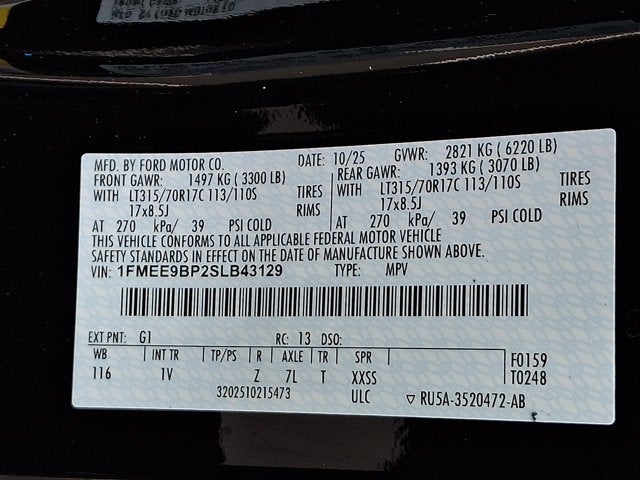 MFD. BY FORD MOTOR CO. DATE: 10/25 GVWR: 2821 KG (6220 LB)
FRONT GAWR: 1497 KG (3300 LB) REAR GAWR: 1393 KG (3070 LB)
WITH LT315/70R17C 113/110S TIRES WITH LT315/70R17C 113/110S TIRES
17x8.5J RIMS 17x8.5J RIMS
AT 270 kPa/ 39 PSI COLD AT 270 kPa/ 39 PSI COLD
THIS VEHICLE CONFORMS TO ALL APPLICABLE FEDERAL MOTOR VEHICLE
SAFETY STANDARDS IN EFFECT ON THE DATE OF MANUFACTURE SHOWN ABOVE.
VIN: 1FMEE9BP2SLB43129 TYPE: MPV
EXT PNT: G1 RC: 13 DSO:
WB INT TR TP/PS R AXLE TR SPR F0159
116 1V Z 7L T XXSS T0248
3202510215473 ULC ▽ RU5A-3520472-AB